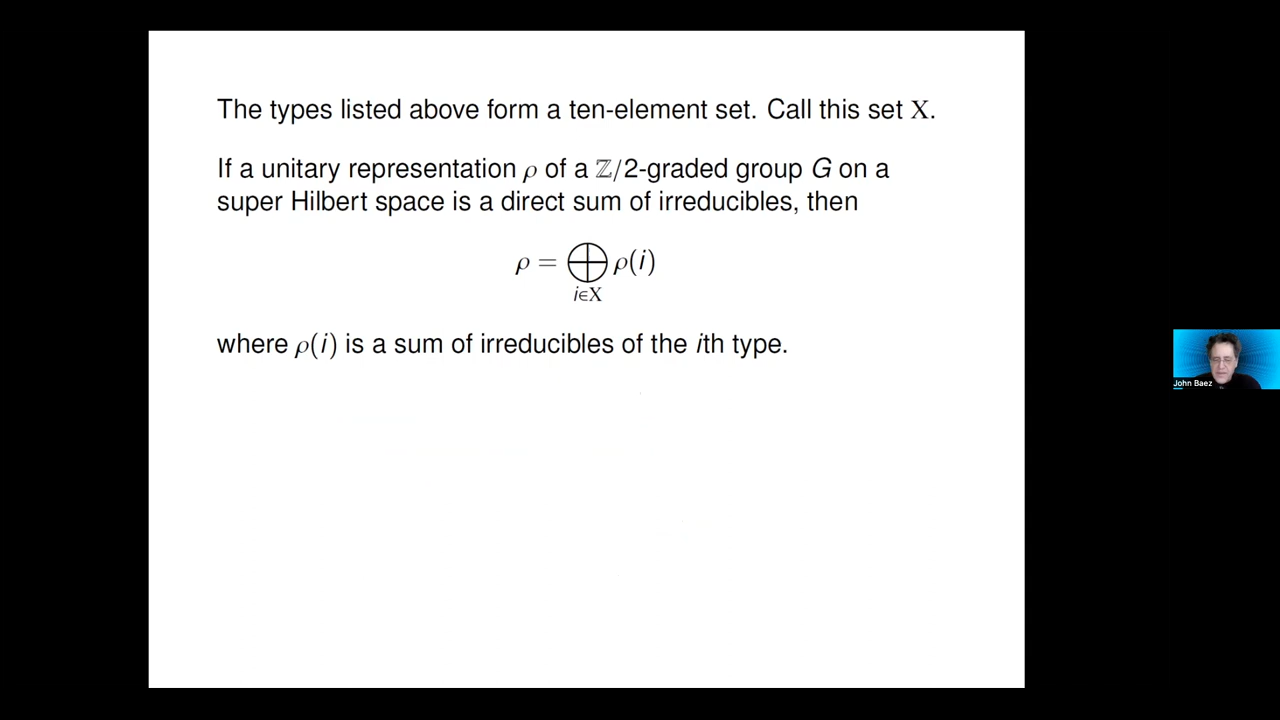 The types listed above form a ten-element set. Call this set X.
If a unitary representation ρ of a ℤ/2-graded group G on a
super Hilbert space is a direct sum of irreducibles, then
ρ = ⨁ ρ(i)
i∈X
where ρ(i) is a sum of irreducibles of the ith type.
John Baez